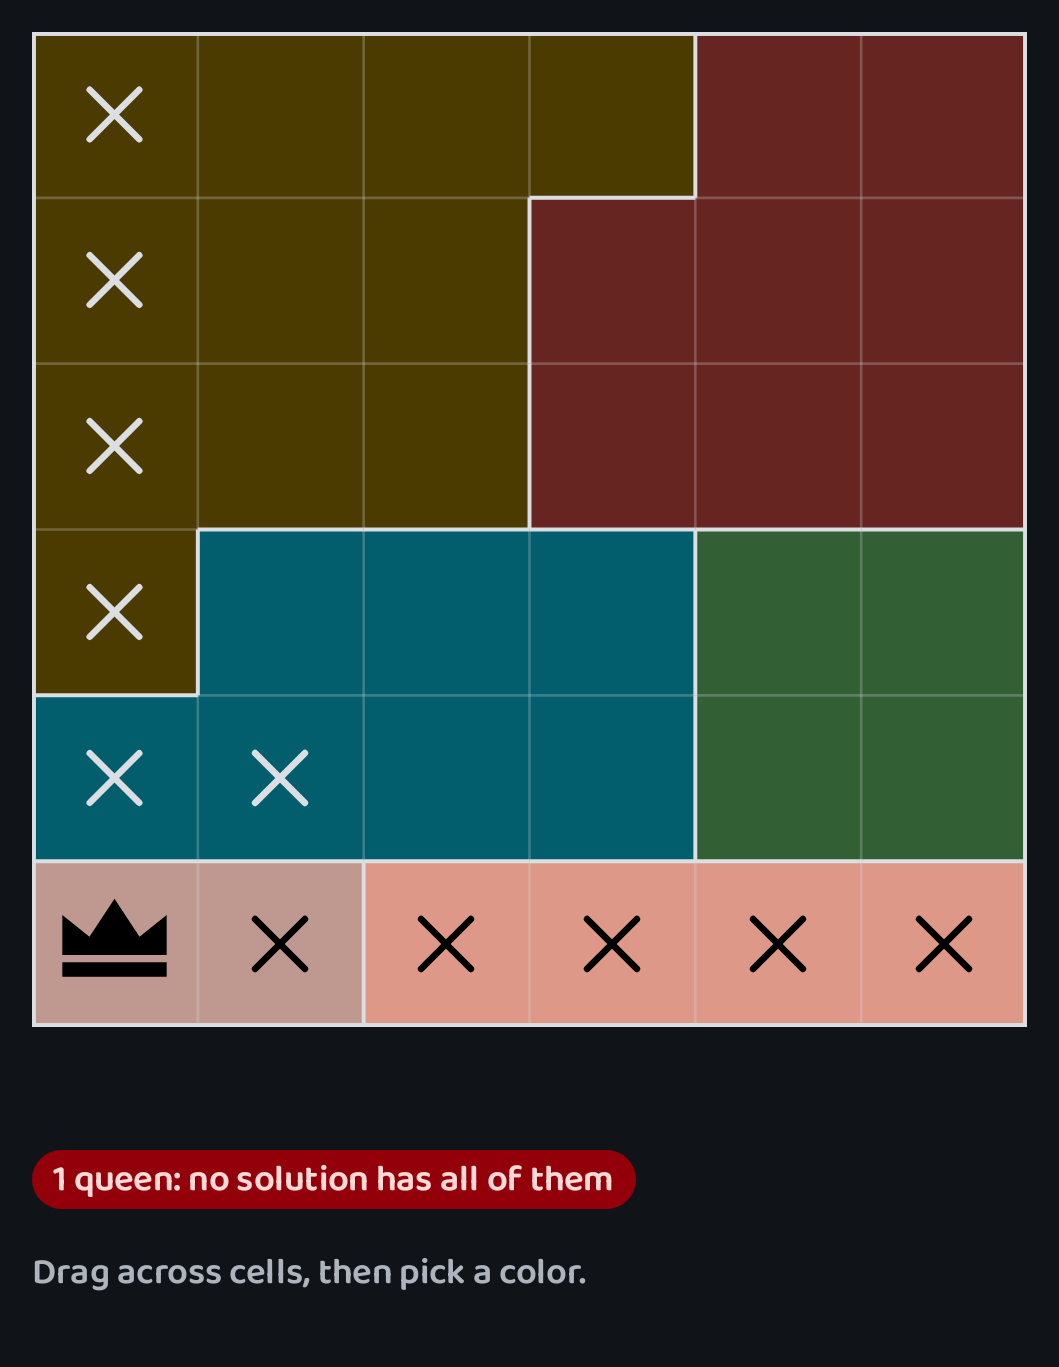 1 queen: no solution has all of them
Drag across cells, then pick a color.